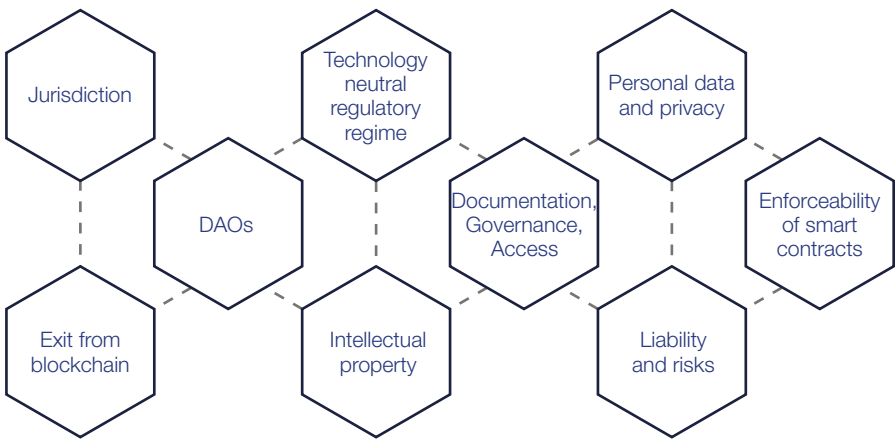 Jurisdiction
Technology
neutral
regulatory
regime
Personal data
and privacy
DAOs
Documentation,
Governance,
Access
Enforceability
of smart
contracts
Exit from
blockchain
Intellectual
property
Liability
and risks